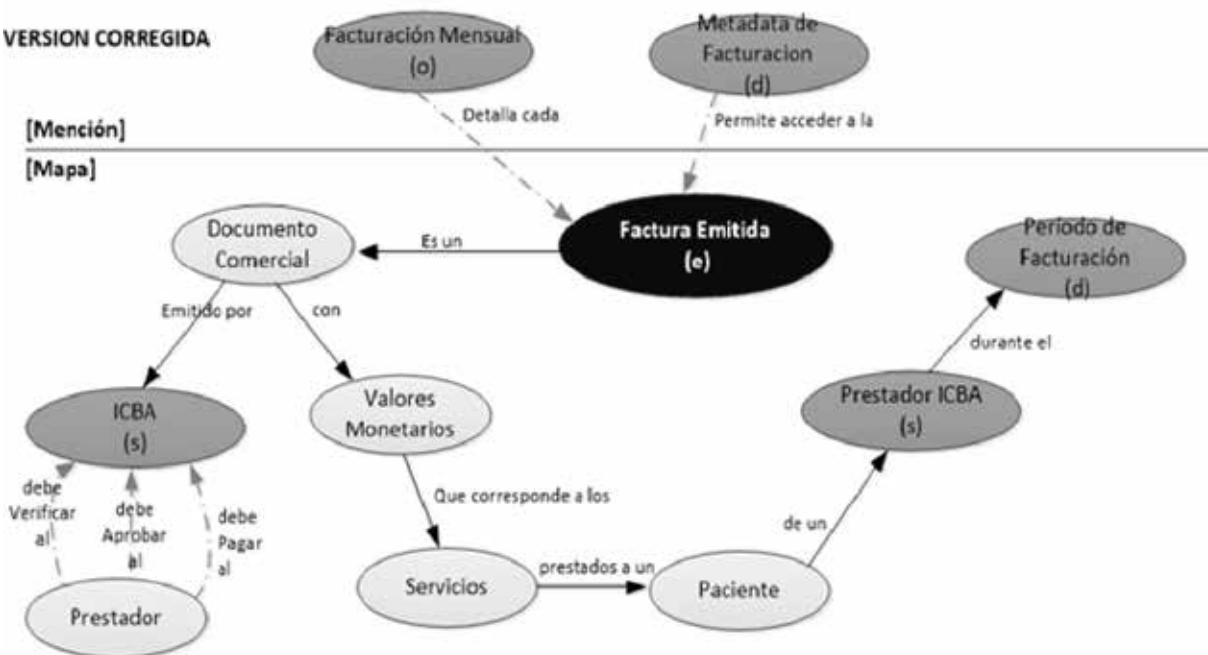 VERSION CORREGIDA
Facturación Mensual
(o)
Metadata de
Facturacion
(d)
Detalla cada
Permite acceder a la
[Mención]
[Mapa]
Documento
Comercial
Es un
Factura Emitida
(e)
Período de
Facturación
(d)
Emitido por
con
durante el
ICBA
(s)
Valores
Monetarios
Prestador ICBA
(s)
debe
Verificar
al
debe
Aprobar
al
debe
Pagar
al
Que corresponde a los
de un
Prestador
Servicios
prestados a un
Paciente